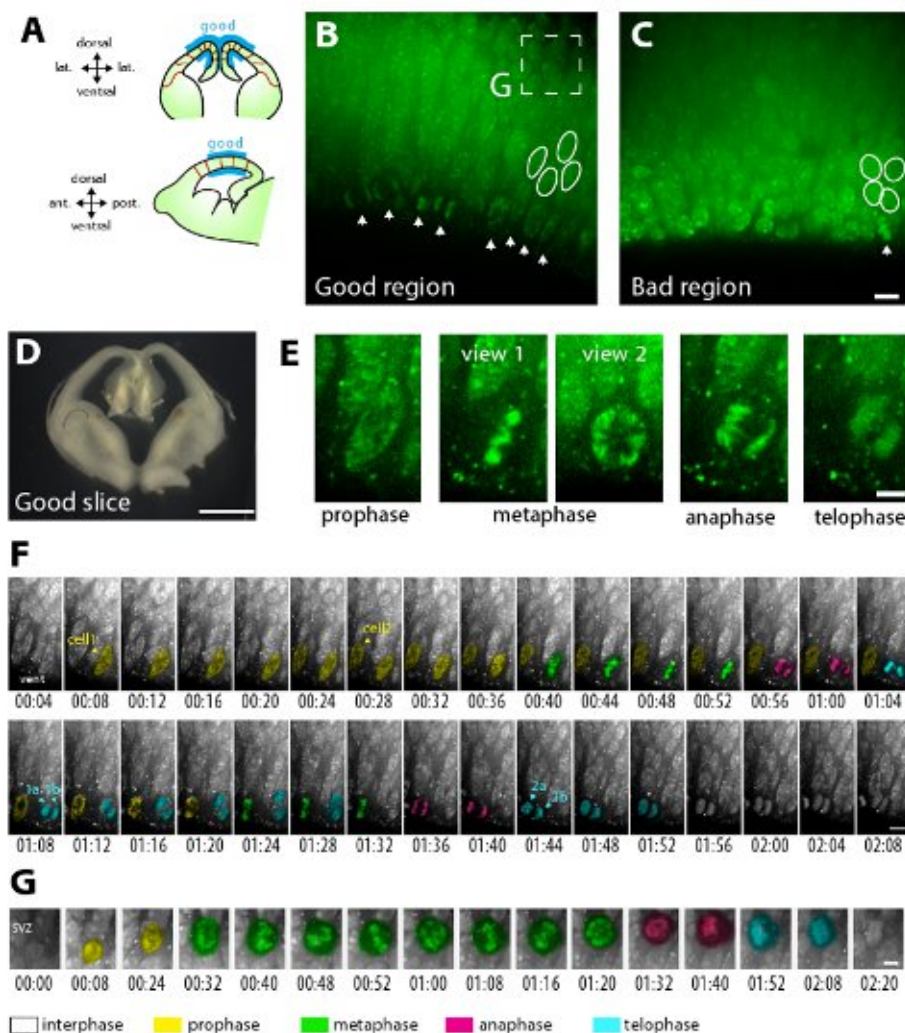 A
dorsal
lat. lat.
ventral
good
dorsal
ant. post.
ventral
good
B
G
Good region
C
Bad region
D
Good slice
E
view 1 view 2
prophase metaphase anaphase telophase
F
cell1 cell2
vent
00:04 00:08 00:12 00:16 00:20 00:24 00:28 00:32 00:36 00:40 00:44 00:48 00:52 00:56 01:00 01:04
1a 1b 2a 2b
01:08 01:12 01:16 01:20 01:24 01:28 01:32 01:36 01:40 01:44 01:48 01:52 01:56 02:00 02:04 02:08
G
svz
00:00 00:08 00:24 00:32 00:40 00:48 00:52 01:00 01:08 01:16 01:20 01:32 01:40 01:52 02:08 02:20
interphase prophase metaphase anaphase telophase